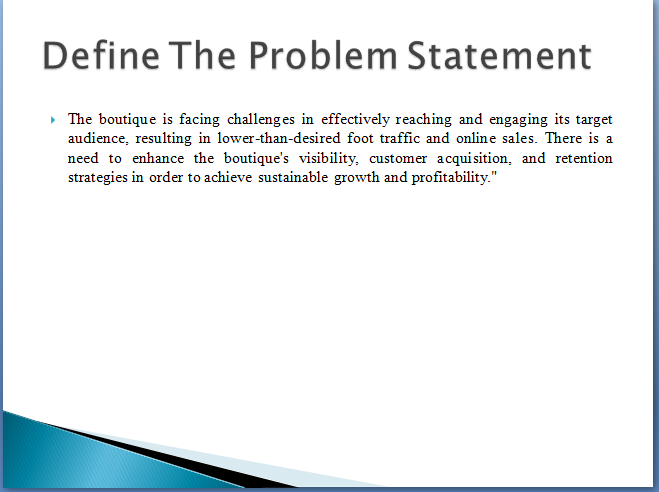 Define The Problem Statement
The boutique is facing challenges in effectively reaching and engaging its target
audience, resulting in lower-than-desired foot traffic and online sales. There is a
need to enhance the boutique's visibility, customer acquisition, and retention
strategies in order to achieve sustainable growth and profitability."